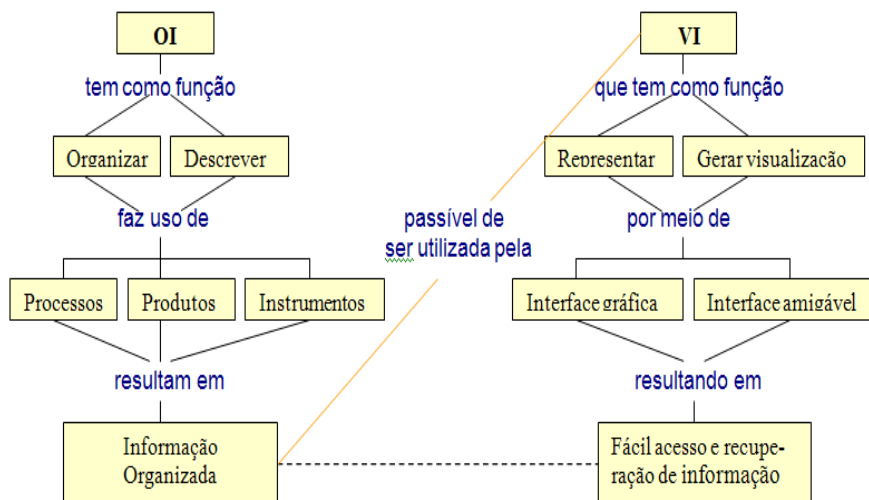 OI
VI
tem como função
que tem como função
Organizar
Descrever
Representar
Gerar visualização
faz uso de
passível de
ser utilizada pela
por meio de
Processos
Produtos
Instrumentos
Interface gráfica
Interface amigável
resultam em
resultando em
Informação
Organizada
Fácil acesso e recupe-
ração de informação